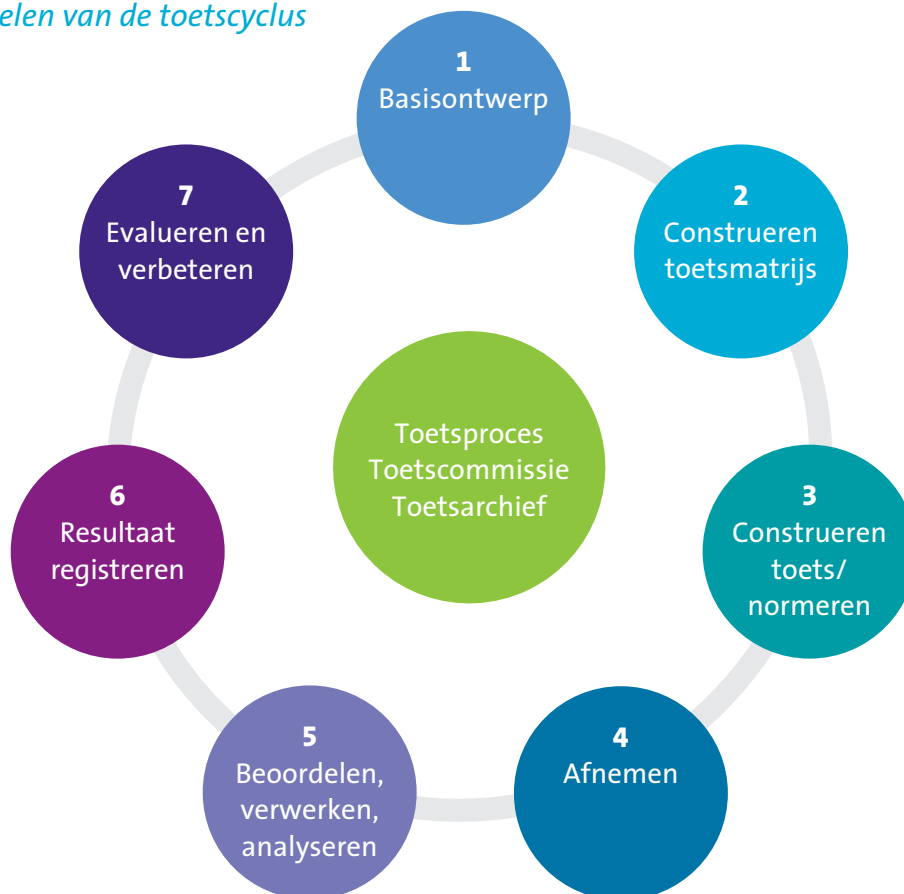 elen van de toetscyclus
1
Basisontwerp
2
Construeren
toetsmatrijs
3
Construeren
toets/
normeren
4
Afnemen
5
Beoordelen,
verwerken,
analyseren
6
Resultaat
registreren
7
Evalueren en
verbeteren
Toetsproces
Toetscommissie
Toetsarchief